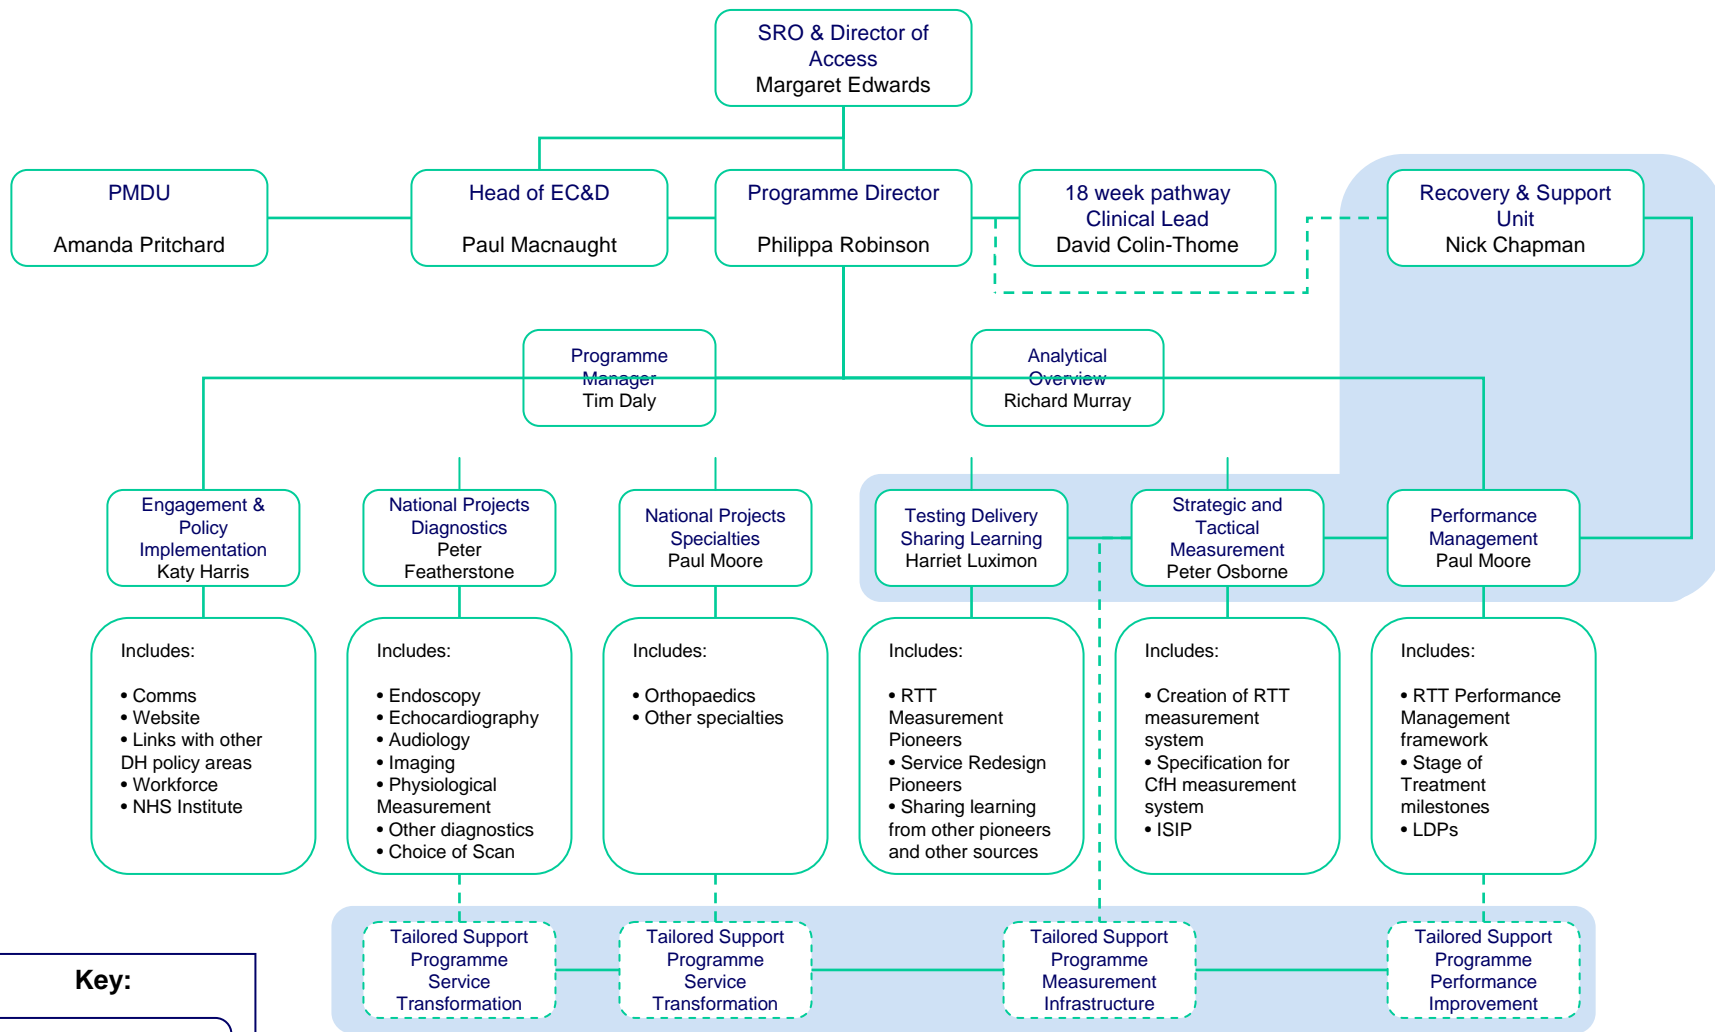 SRO & Director of
Access
Margaret Edwards
PMDU
Amanda Pritchard
Head of EC&D
Paul Macnaught
Programme Director
Philippa Robinson
18 week pathway
Clinical Lead
David Colin-Thome
Recovery & Support
Unit
Nick Chapman
Programme
Manager
Tim Daly
Analytical
Overview
Richard Murray
Engagement &
Policy
Implementation
Katy Harris
National Projects
Diagnostics
Peter
Featherstone
National Projects
Specialties
Paul Moore
Testing Delivery
Sharing Learning
Harriet Luximon
Strategic and
Tactical
Measurement
Peter Osborne
Performance
Management
Paul Moore
Includes:
• Comms
• Website
• Links with other
DH policy areas
• Workforce
• NHS Institute
Includes:
• Endoscopy
• Echocardiography
• Audiology
• Imaging
• Physiological
Measurement
• Other diagnostics
• Choice of Scan
Includes:
• Orthopaedics
• Other specialties
Includes:
• RTT
Measurement
Pioneers
• Service Redesign
Pioneers
• Sharing learning
from other pioneers
and other sources
Includes:
• Creation of RTT
measurement
system
• Specification for
CfH measurement
system
• ISIP
Includes:
• RTT Performance
Management
framework
• Stage of
Treatment
milestones
• LDPs
Tailored Support
Programme
Service
Transformation
Tailored Support
Programme
Service
Transformation
Tailored Support
Programme
Measurement
Infrastructure
Tailored Support
Programme
Performance
Improvement
Key: